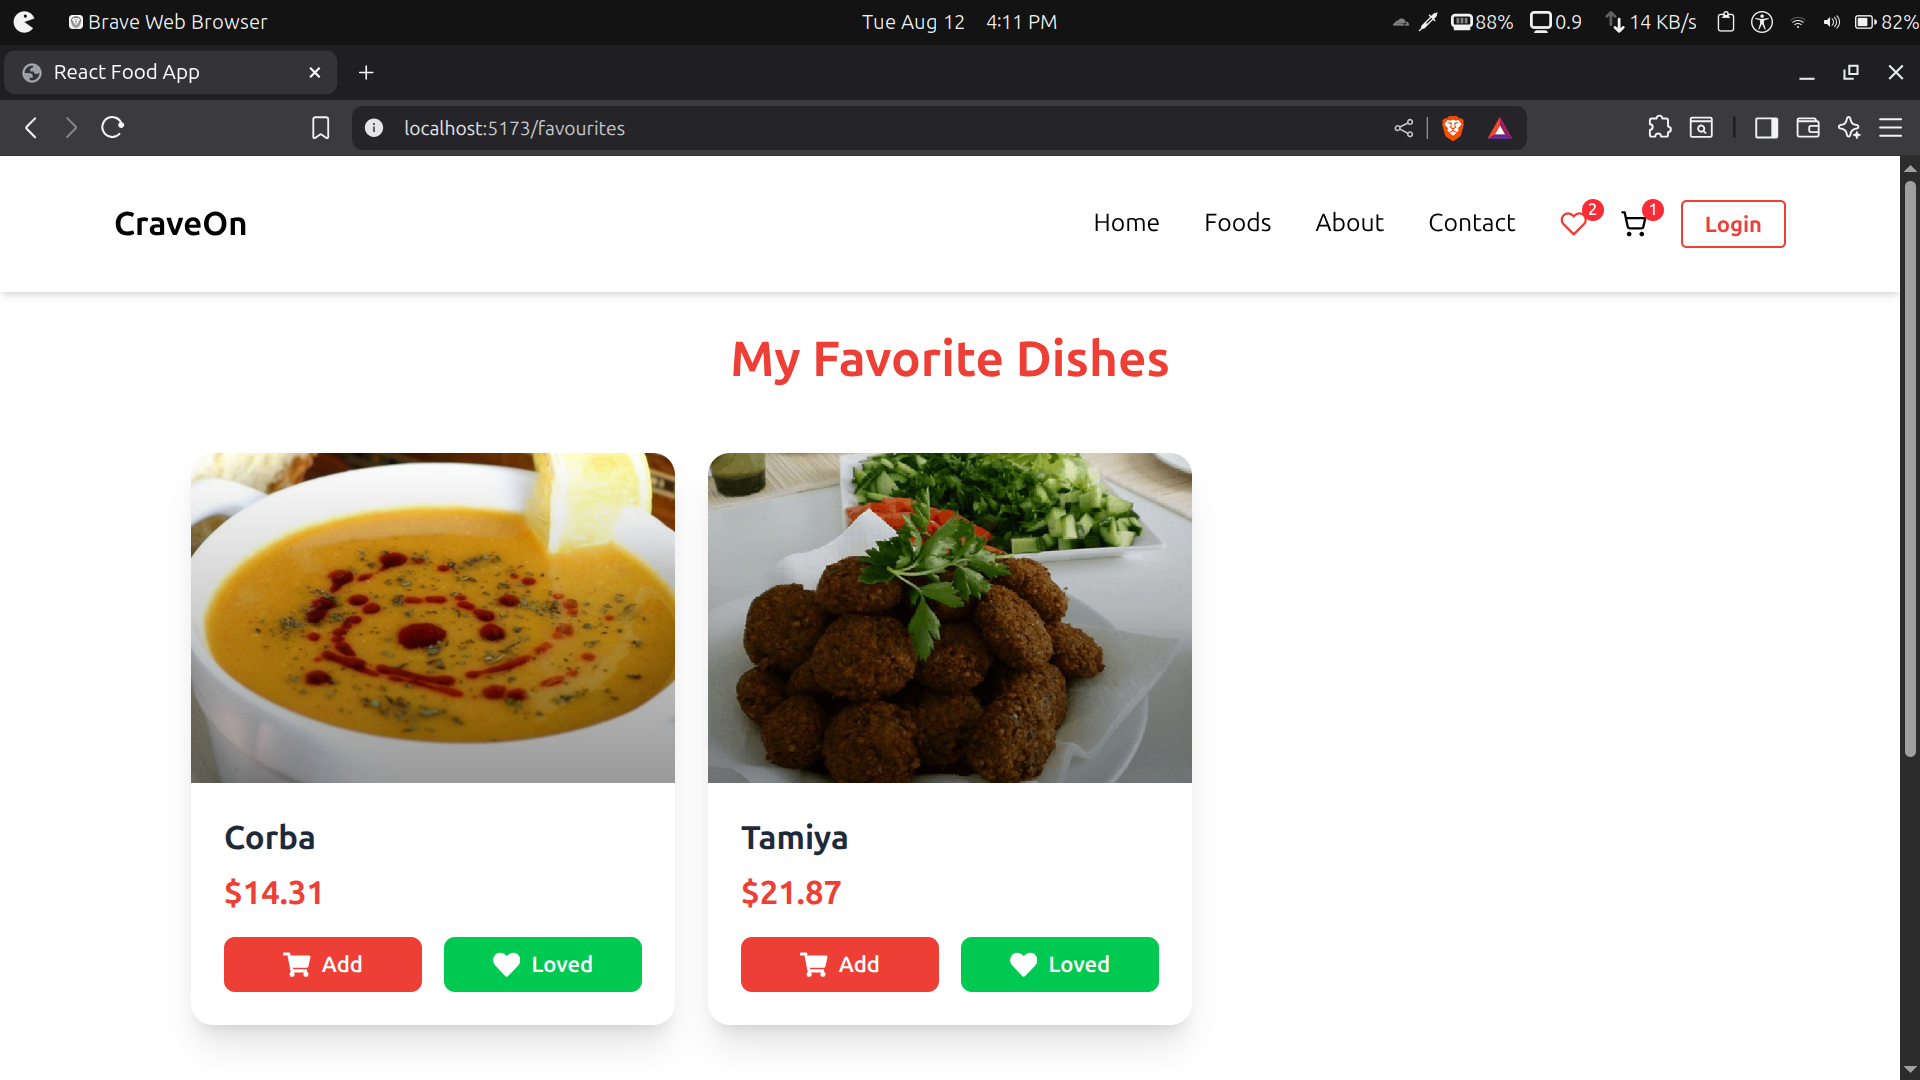 Brave Web Browser
Tue Aug 12 4:11 PM
88% 0.9 14 KB/s 82%
React Food App
localhost:5173/favourites
CraveOn
Home Foods About Contact 2 1 Login
My Favorite Dishes
Corba
$14.31
Add Loved
Tamiya
$21.87
Add Loved